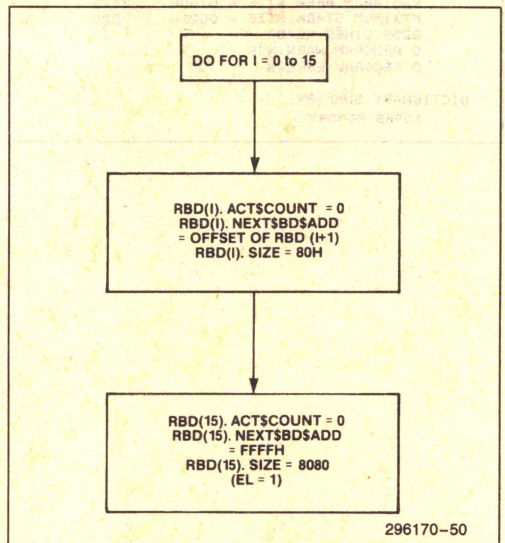 DO FOR I = 0 to 15
RBD(I). ACT$COUNT = 0
RBD(I). NEXT$BD$ADD
= OFFSET OF RBD (I+1)
RBD(I). SIZE = 80H
RBD(15). ACT$COUNT = 0
RBD(15). NEXT$BD$ADD
= FFFFH
RBD(15). SIZE = 8080
(EL = 1)
296170-50